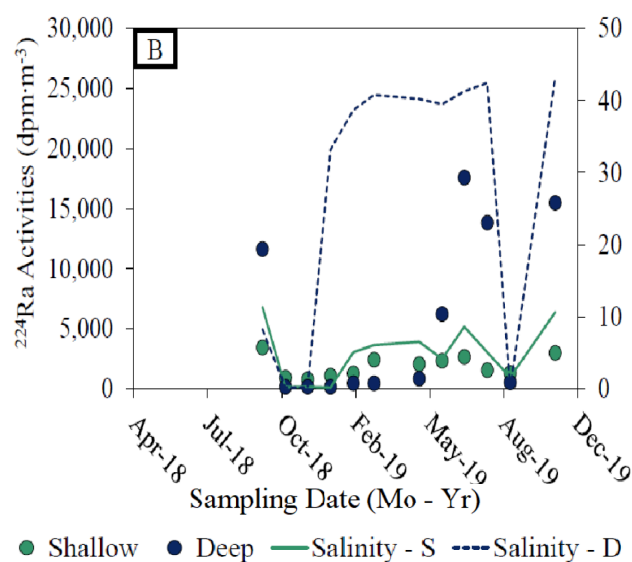 30,000
25,000
20,000
15,000
10,000
5,000
0
B
50
40
30
20
10
0
²²⁴Ra Activities (dpm·m⁻³)
Apr-18
Jul-18
Oct-18
Feb-19
May-19
Aug-19
Dec-19
Sampling Date (Mo - Yr)
Shallow Deep Salinity - S Salinity - D